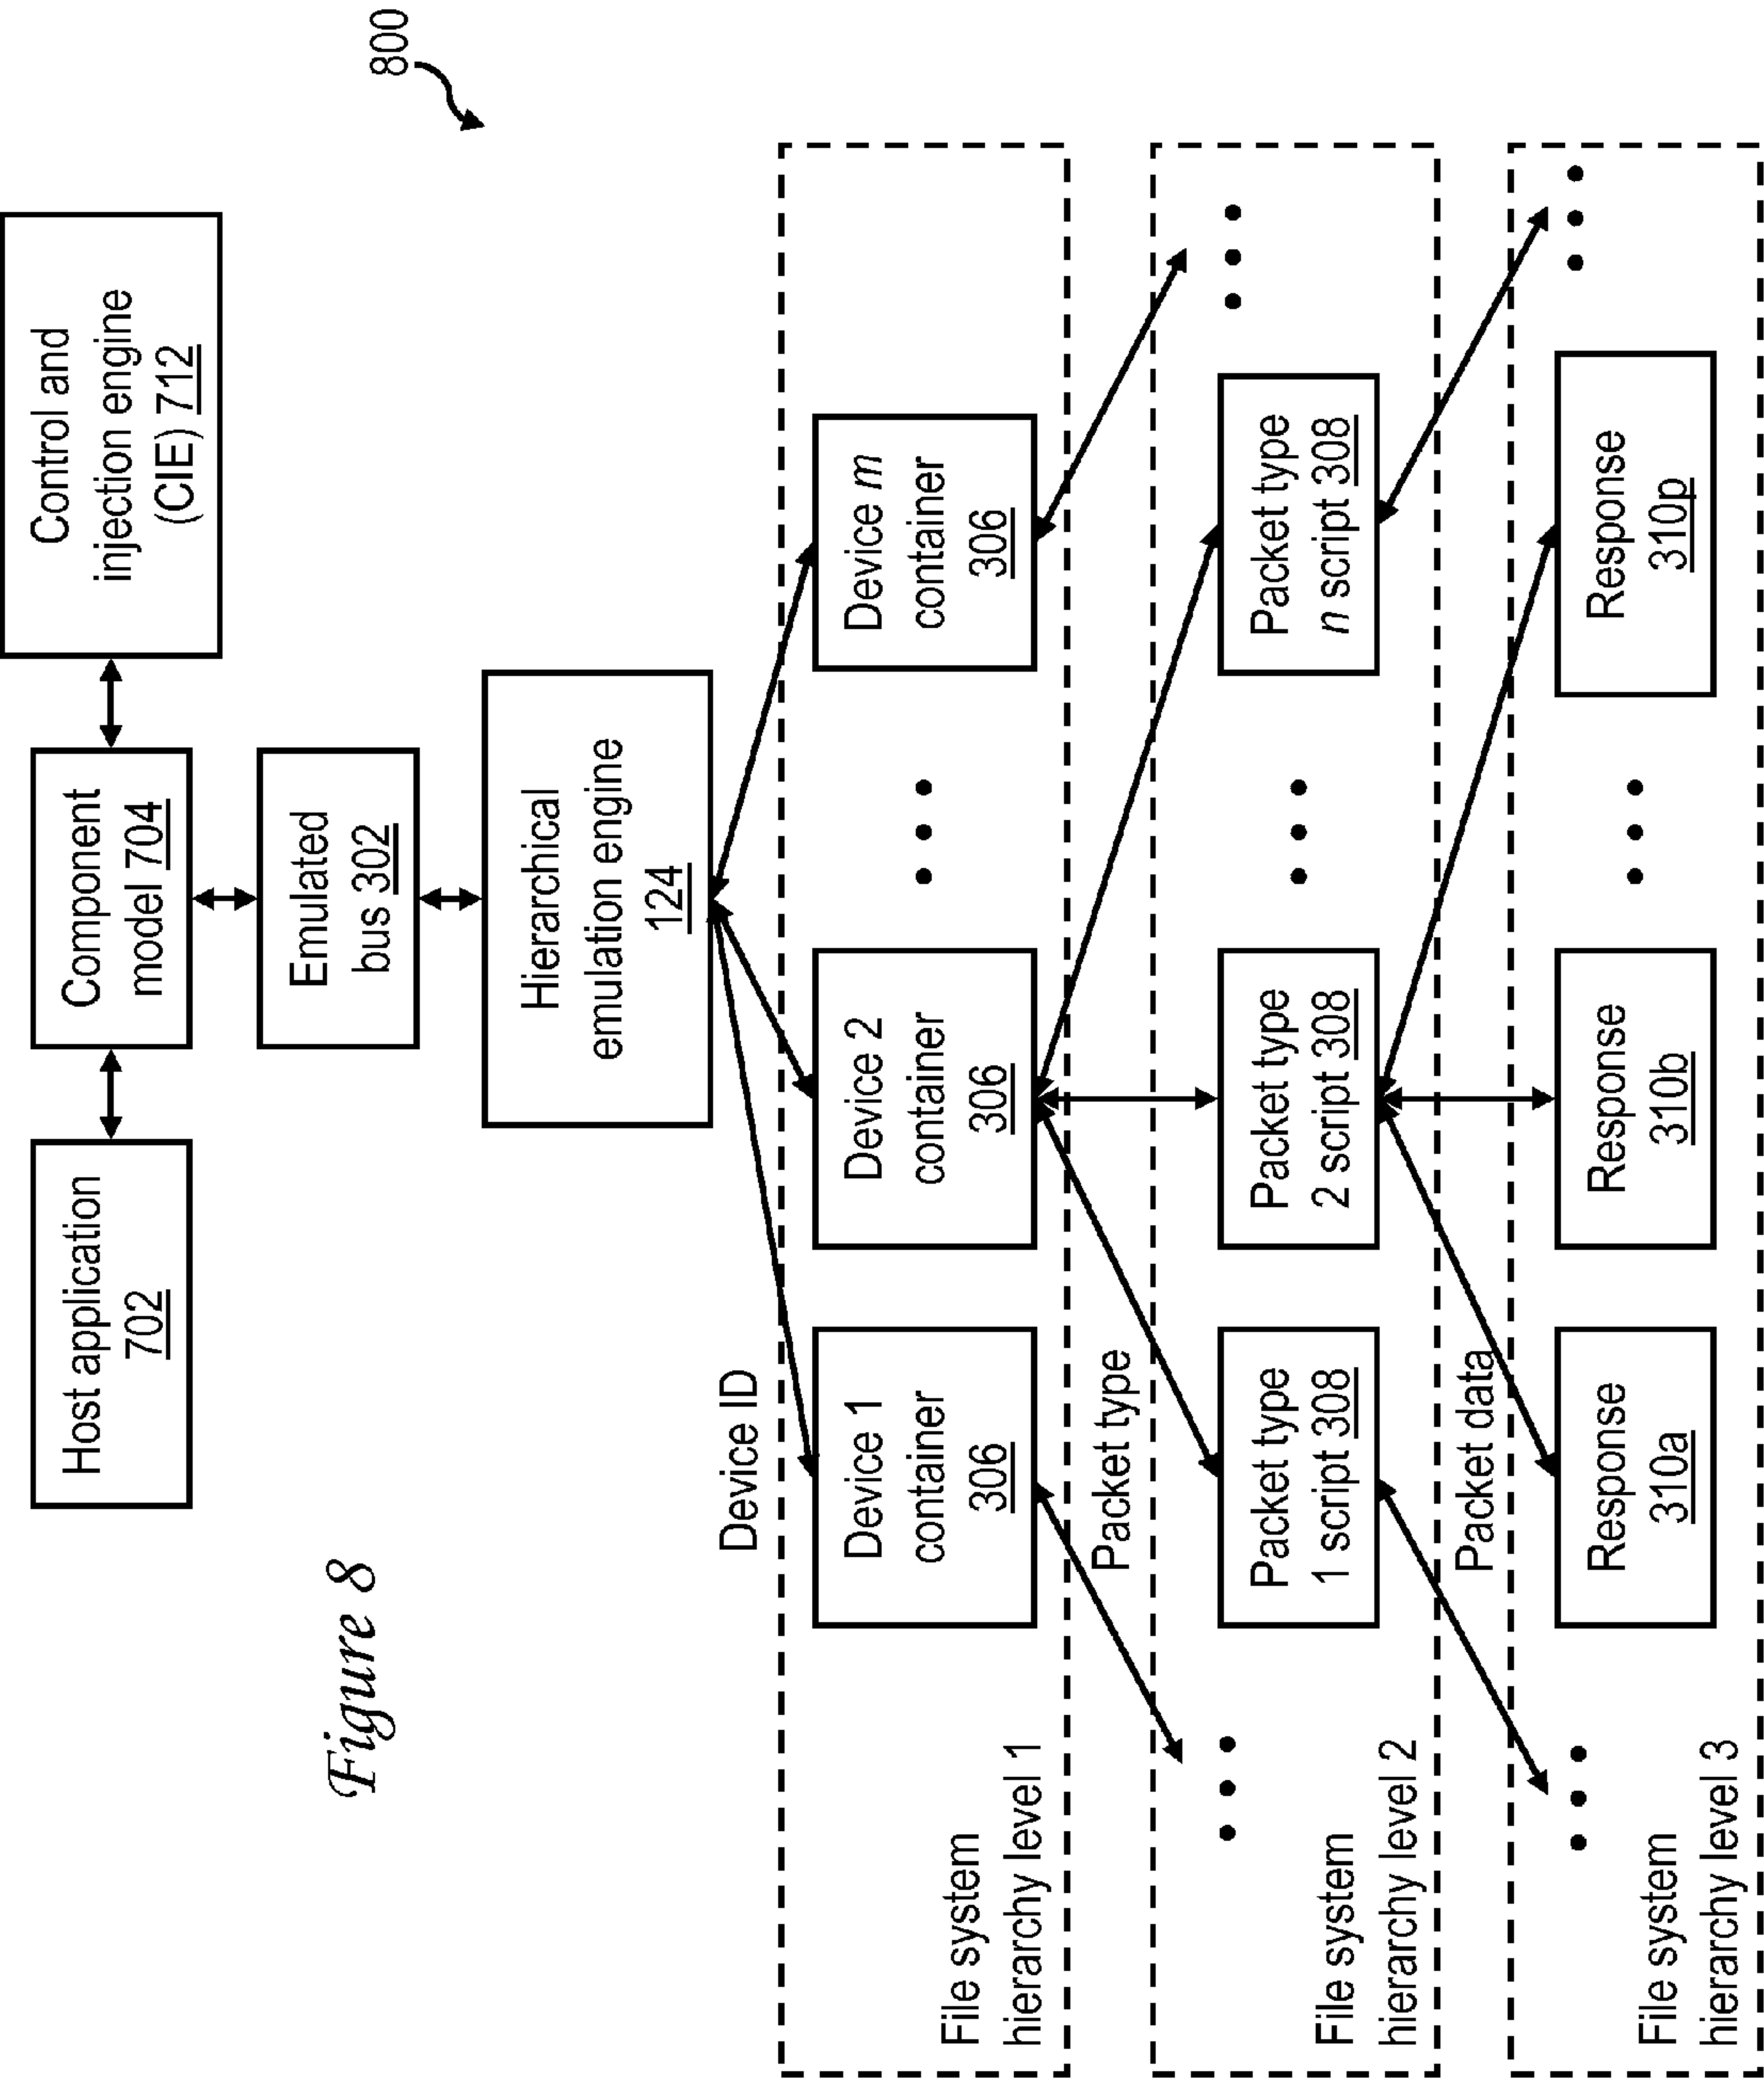 800
Host application
702
Component
model 704
Control and
injection engine
(CIE) 712
Emulated
bus 302
Hierarchical
emulation engine
124
Device ID
Device 1
container
306
Device 2
container
306
• • •
Device m
container
306
File system
hierarchy level 1
Packet type
Packet type
1 script 308
Packet type
2 script 308
• • •
Packet type
n script 308
• • •
• • •
File system
hierarchy level 2
Packet data
Response
310a
Response
310b
• • •
Response
310p
• • •
• • •
File system
hierarchy level 3
Figure 8